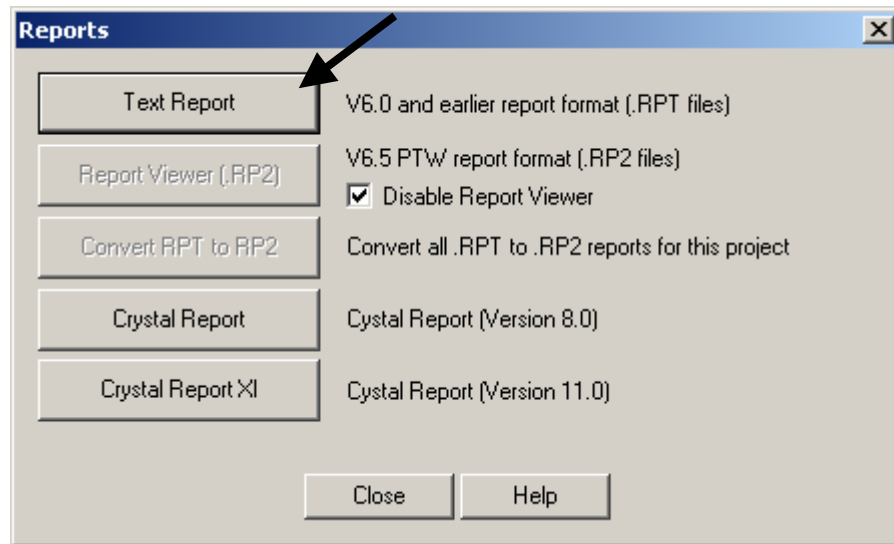 Reports
Text Report
V6.0 and earlier report format (.RPT files)
Report Viewer (.RP2)
V6.5 PTW report format (.RP2 files)
Disable Report Viewer
Convert RPT to RP2
Convert all .RPT to .RP2 reports for this project
Crystal Report
Cystal Report (Version 8.0)
Crystal Report XI
Cystal Report (Version 11.0)
Close
Help